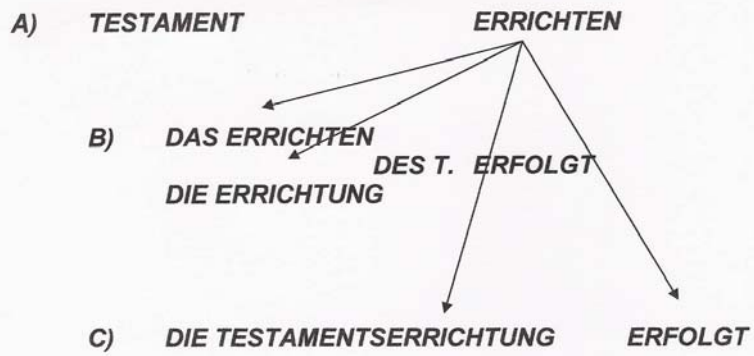 A) TESTAMENT ERRICHTEN
B) DAS ERRICHTEN
DES T. ERFOLGT
DIE ERRICHTUNG
C) DIE TESTAMENTSERRICHTUNG ERFOLGT